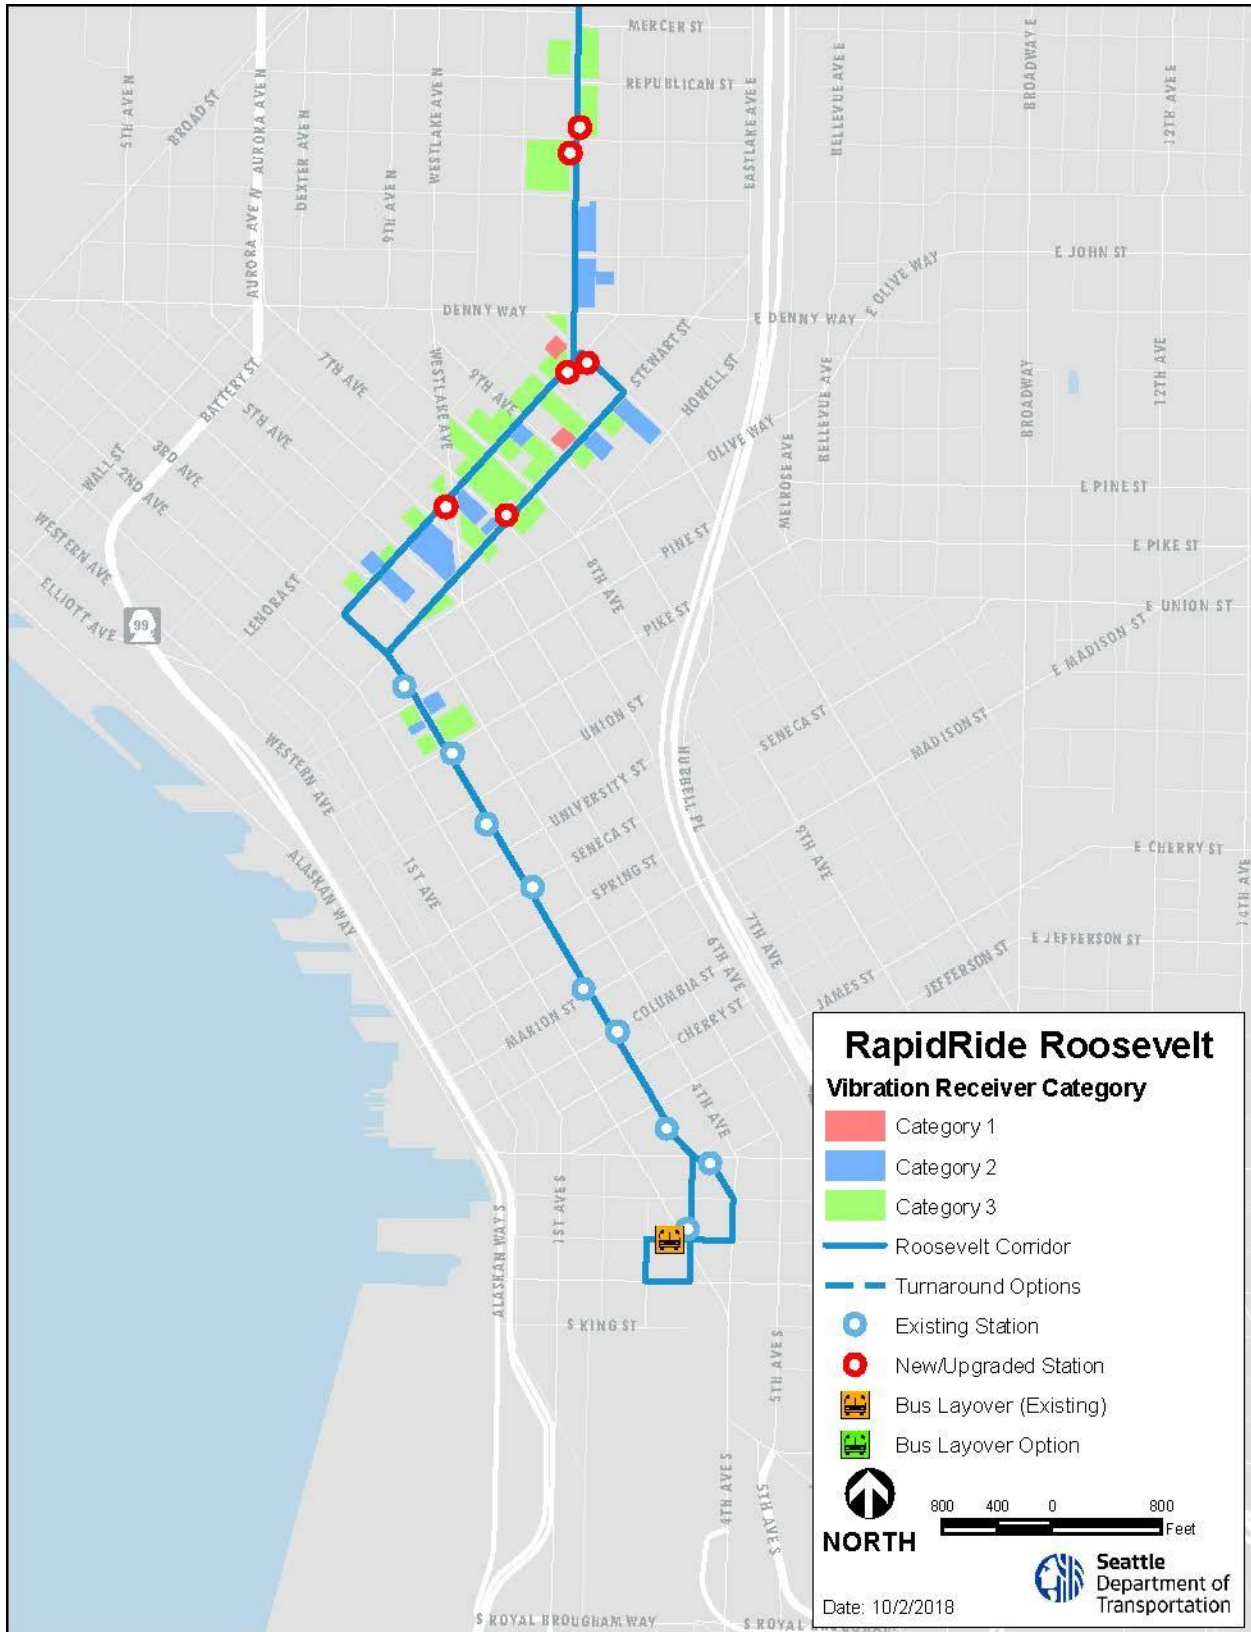 MERCER ST
REPUBLICAN ST
5TH AVE N
BROAD ST
AURORA AVE N
AURORA AVE N
DEXTER AVE N
9TH AVE N
WESTLAKE AVE N
EASTLAKE AVE E
BELLEVUE AVE E
BROADWAY E
12TH AVE E
E JOHN ST
E OLIVE WAY
DENNY WAY
E DENNY WAY
STEWART ST
HOWELL ST
OLIVE WAY
7TH AVE
5TH AVE
BATTERY ST
WESTLAKE AVE
9TH AVE
BELLEVUE AVE
BROADWAY
12TH AVE
3RD AVE
WALL ST
2ND AVE
WESTERN AVE
ELLIOTT AVE
99
LENORA ST
MELROSE AVE
E PINE ST
E PIKE ST
PINE ST
8TH AVE
PIKE ST
E UNION ST
E MADISON ST
UNION ST
SENECA ST
MADISON ST
WESTERN AVE
HUBBELL PL
UNIVERSITY ST
SENECA ST
SPRING ST
9TH AVE
E CHERRY ST
14TH AVE
ALASKAN WAY
1ST AVE
7TH AVE
6TH AVE
E JEFFERSON ST
JEFFERSON ST
JAMES ST
MARION ST
COLUMBIA ST
CHERRY ST
4TH AVE
ALASKAN WAY S
1ST AVE S
S KING ST
5TH AVE S
4TH AVE S
5TH AVE S
S ROYAL BROUGHAM WAY
RapidRide Roosevelt
Vibration Receiver Category
Category 1
Category 2
Category 3
Roosevelt Corridor
Turnaround Options
Existing Station
New/Upgraded Station
Bus Layover (Existing)
Bus Layover Option
NORTH
800 400 0 800
Feet
Seattle
Department of
Transportation
Date: 10/2/2018
S ROYAL